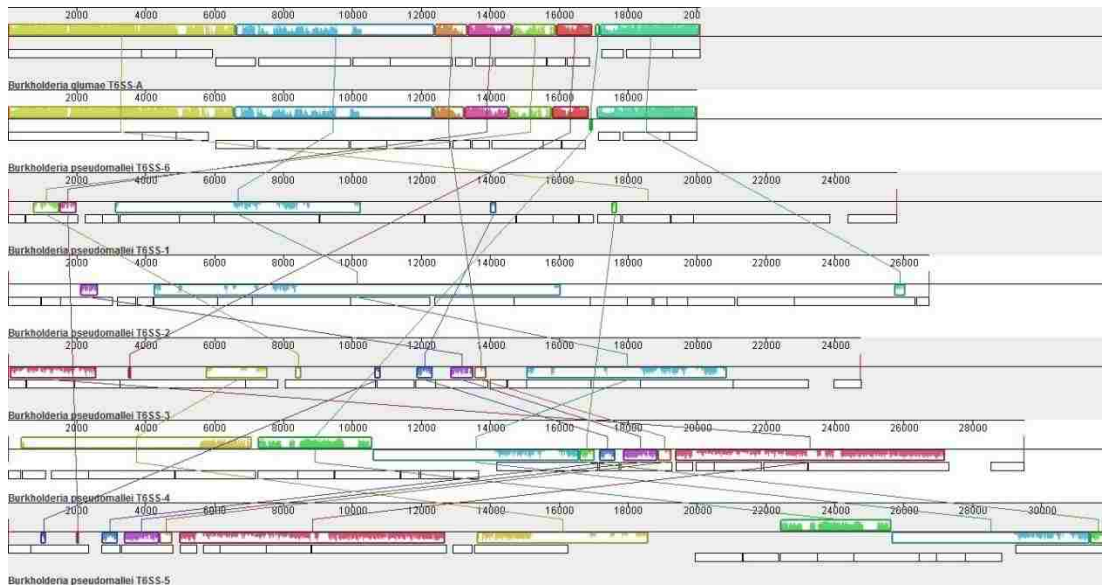 2000 4000 6000 8000 10000 12000 14000 16000 18000 200
Burkholderia glumae T6SS-A
2000 4000 6000 8000 10000 12000 14000 16000 18000
Burkholderia pseudomallei T6SS-6
2000 4000 6000 8000 10000 12000 14000 16000 18000 20000 22000 24000
Burkholderia pseudomallei T6SS-1
2000 4000 6000 8000 10000 12000 14000 16000 18000 20000 22000 24000 26000
Burkholderia pseudomallei T6SS-2
2000 4000 6000 8000 10000 12000 14000 16000 18000 20000 22000 24000
Burkholderia pseudomallei T6SS-3
2000 4000 6000 8000 10000 12000 14000 16000 18000 20000 22000 24000 26000 28000
Burkholderia pseudomallei T6SS-4
2000 4000 6000 8000 10000 12000 14000 16000 18000 20000 22000 24000 26000 28000 30000
Burkholderia pseudomallei T6SS-5